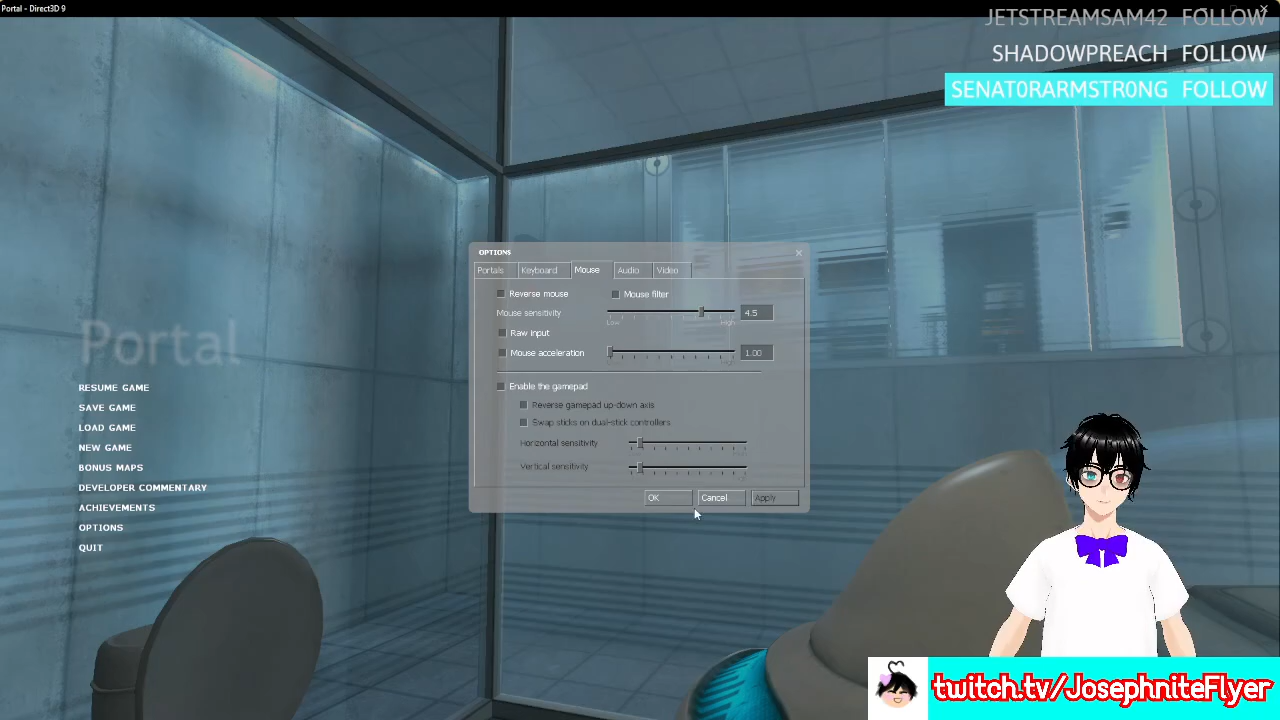 Portal - Direct3D 9
JETSTREAMSAM42 FOLLOW
SHADOWPREACH FOLLOW
SENAT0RARMSTR0NG FOLLOW
Portal
RESUME GAME
SAVE GAME
LOAD GAME
NEW GAME
BONUS MAPS
DEVELOPER COMMENTARY
ACHIEVEMENTS
OPTIONS
QUIT
OPTIONS
Portals Keyboard Mouse Audio Video
Reverse mouse Mouse filter
Mouse sensitivity 4.5
Low High
Raw input
Mouse acceleration 1.00
Enable the gamepad
Reverse gamepad up-down axis
Swap sticks on dual-stick controllers
Horizontal sensitivity
Vertical sensitivity
OK Cancel Apply
twitch.tv/JosephniteFlyer